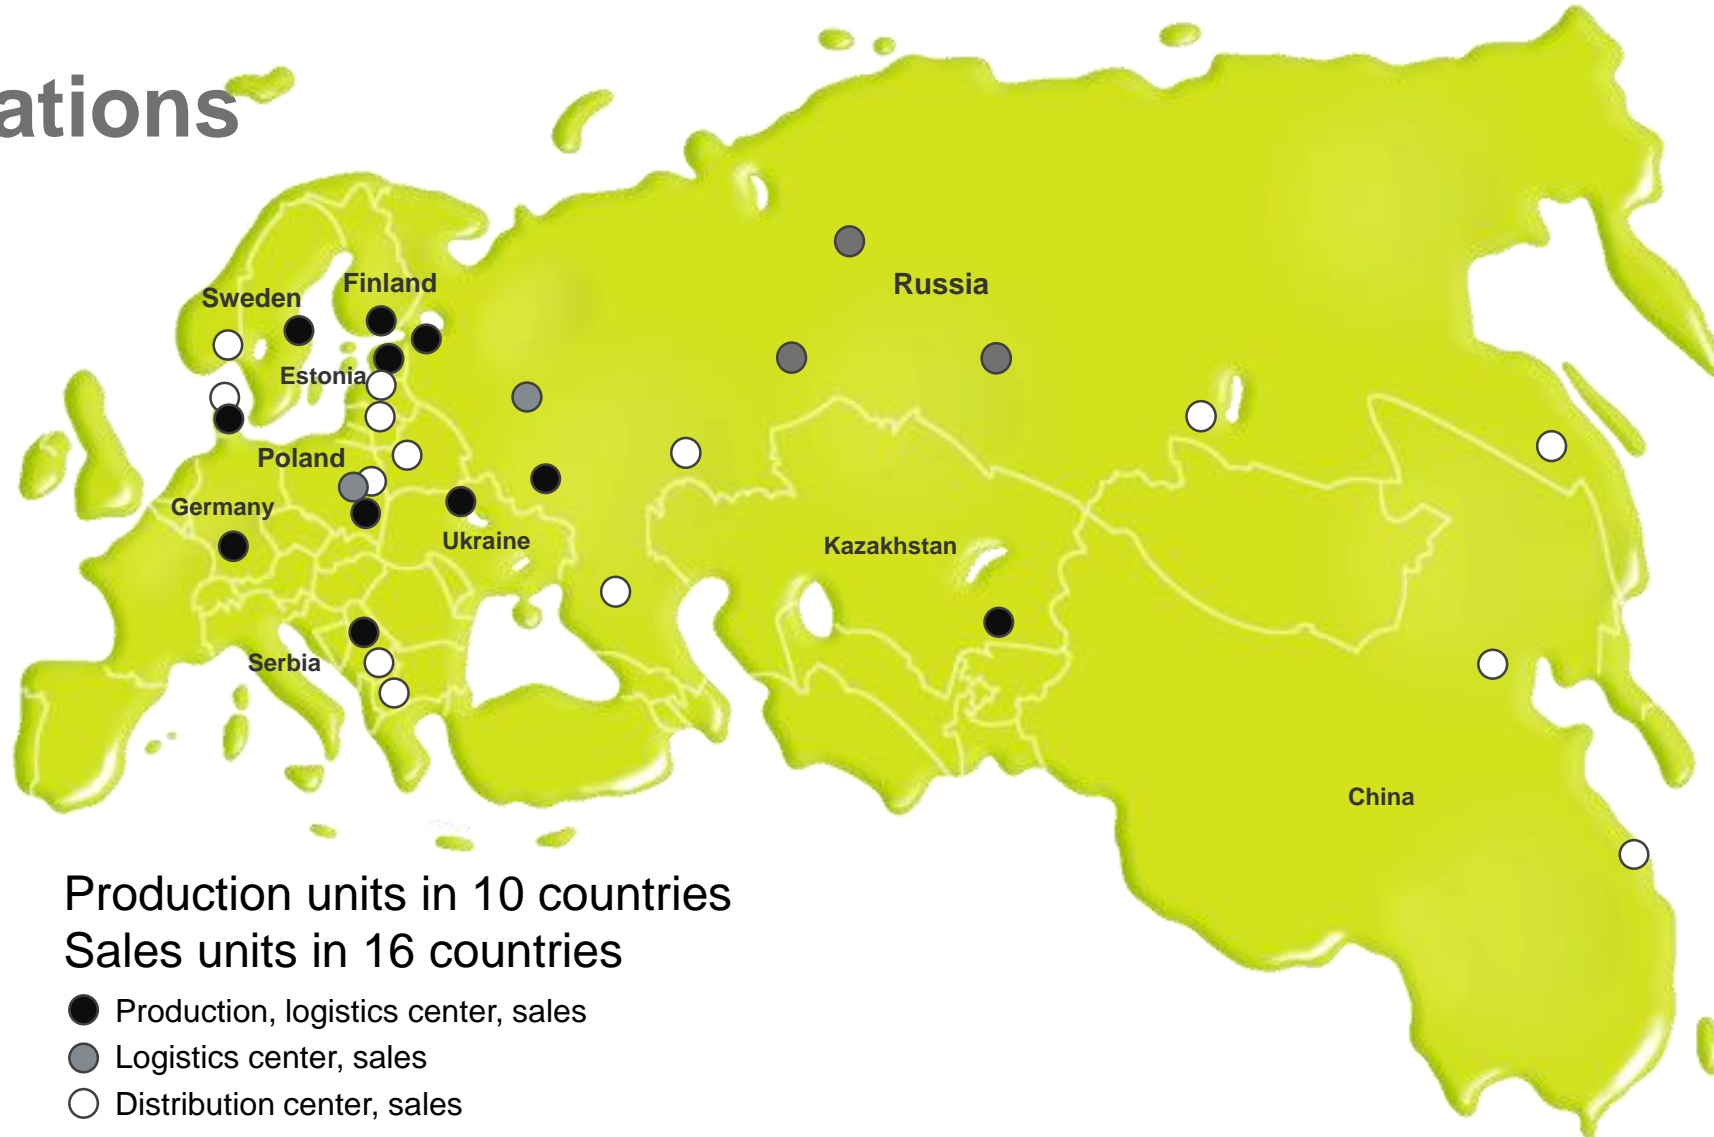 ations
Finland
Russia
Sweden
Estonia
Poland
Germany
Ukraine
Kazakhstan
Serbia
China
Production units in 10 countries
Sales units in 16 countries
Production, logistics center, sales
Logistics center, sales
Distribution center, sales